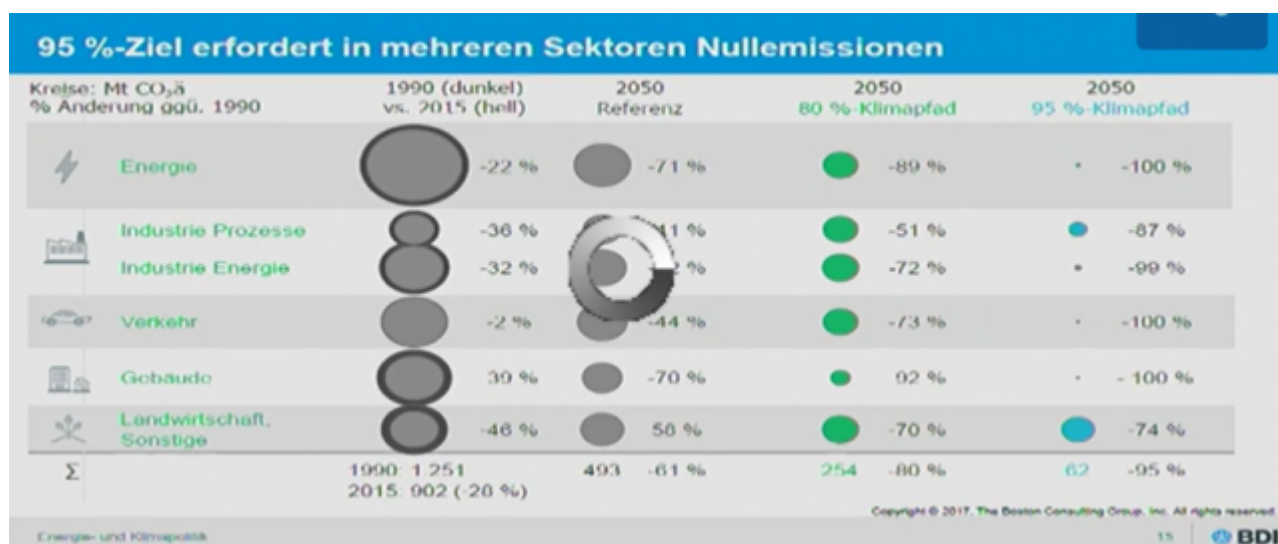 95 %-Ziel erfordert in mehreren Sektoren Nullemissionen
Kreise: Mt CO₂ä 1990 (dunkel) 2050 2050 2050
% Änderung ggü. 1990 vs. 2015 (hell) Referenz 80 %-Klimapfad 95 %-Klimapfad
Energie -22 % -71 % -89 % -100 %
Industrie Prozesse -36 % 1 % -51 % -87 %
Industrie Energie -32 % % -72 % -99 %
Verkehr -2 % -44 % -73 % -100 %
Gebäude 39 % -70 % 92 % - 100 %
Landwirtschaft, Sonstige -46 % 58 % -70 % -74 %
Σ 1990: 1.251 493 -61 % 254 -80 % 62 -95 %
2015: 902 (-28 %)
Copyright © 2017, The Boston Consulting Group, Inc. All rights reserved.
Energie- und Klimapolitik 15 BDI